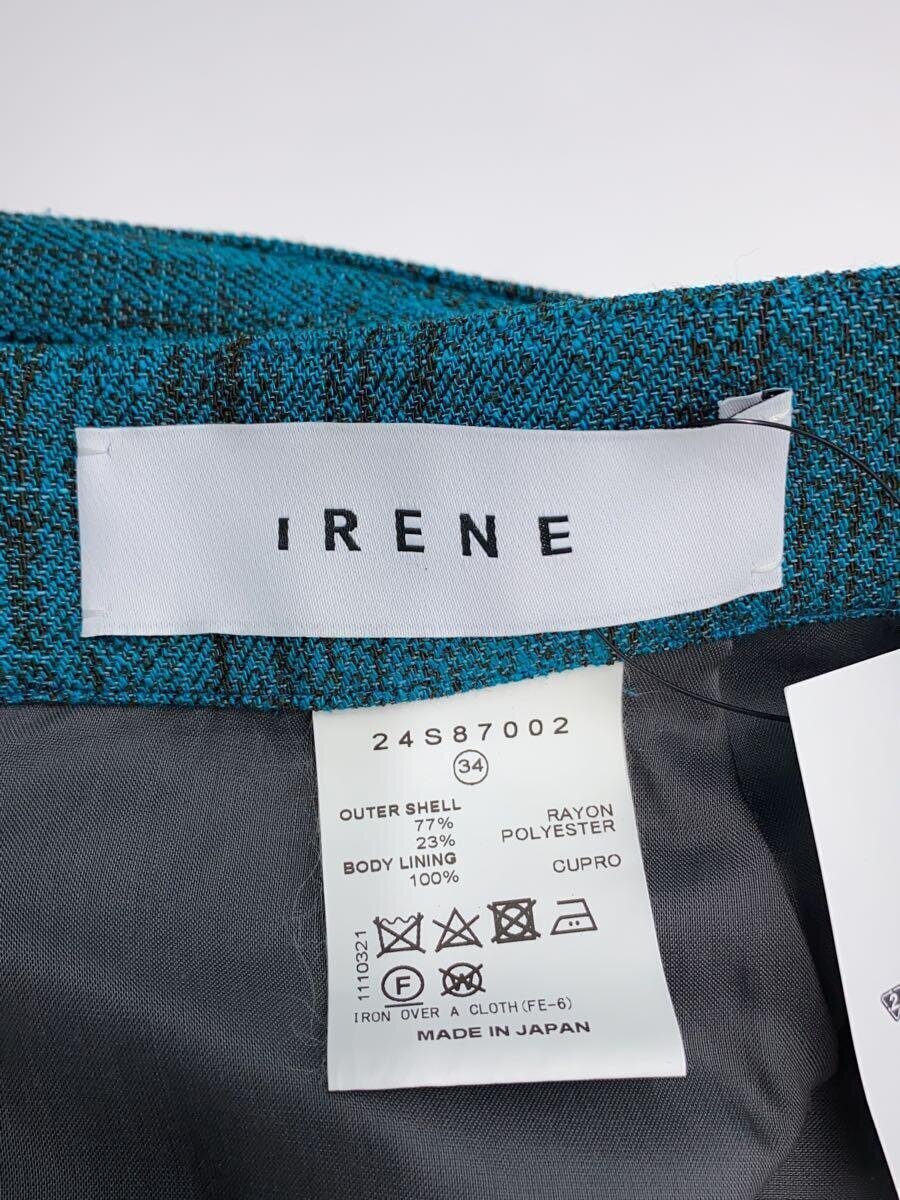 IRENE
24S87002
34
OUTER SHELL
77% RAYON
23% POLYESTER
BODY LINING
100% CUPRO
1110321
F
W
IRON OVER A CLOTH(FE-6)
MADE IN JAPAN
2